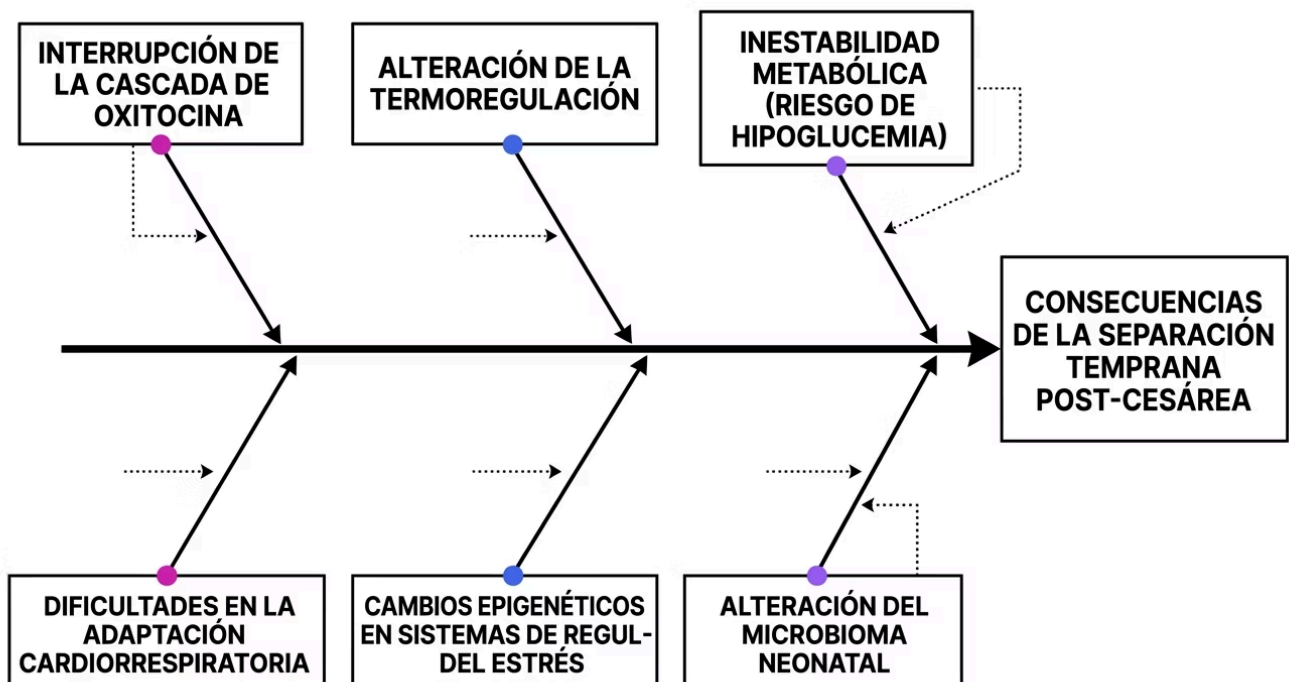 INTERRUPCIÓN DE
LA CASCADA DE
OXITOCINA
ALTERACIÓN DE LA
TERMOREGULACIÓN
INESTABILIDAD
METABÓLICA
(RIESGO DE
HIPOGLUCEMIA)
CONSECUENCIAS
DE LA SEPARACIÓN
TEMPRANA
POST-CESÁREA
DIFICULTADES EN LA
ADAPTACIÓN
CARDIORRESPIRATORIA
CAMBIOS EPIGENÉTICOS
EN SISTEMAS DE REGUL-
DEL ESTRÉS
ALTERACIÓN DEL
MICROBIOMA
NEONATAL